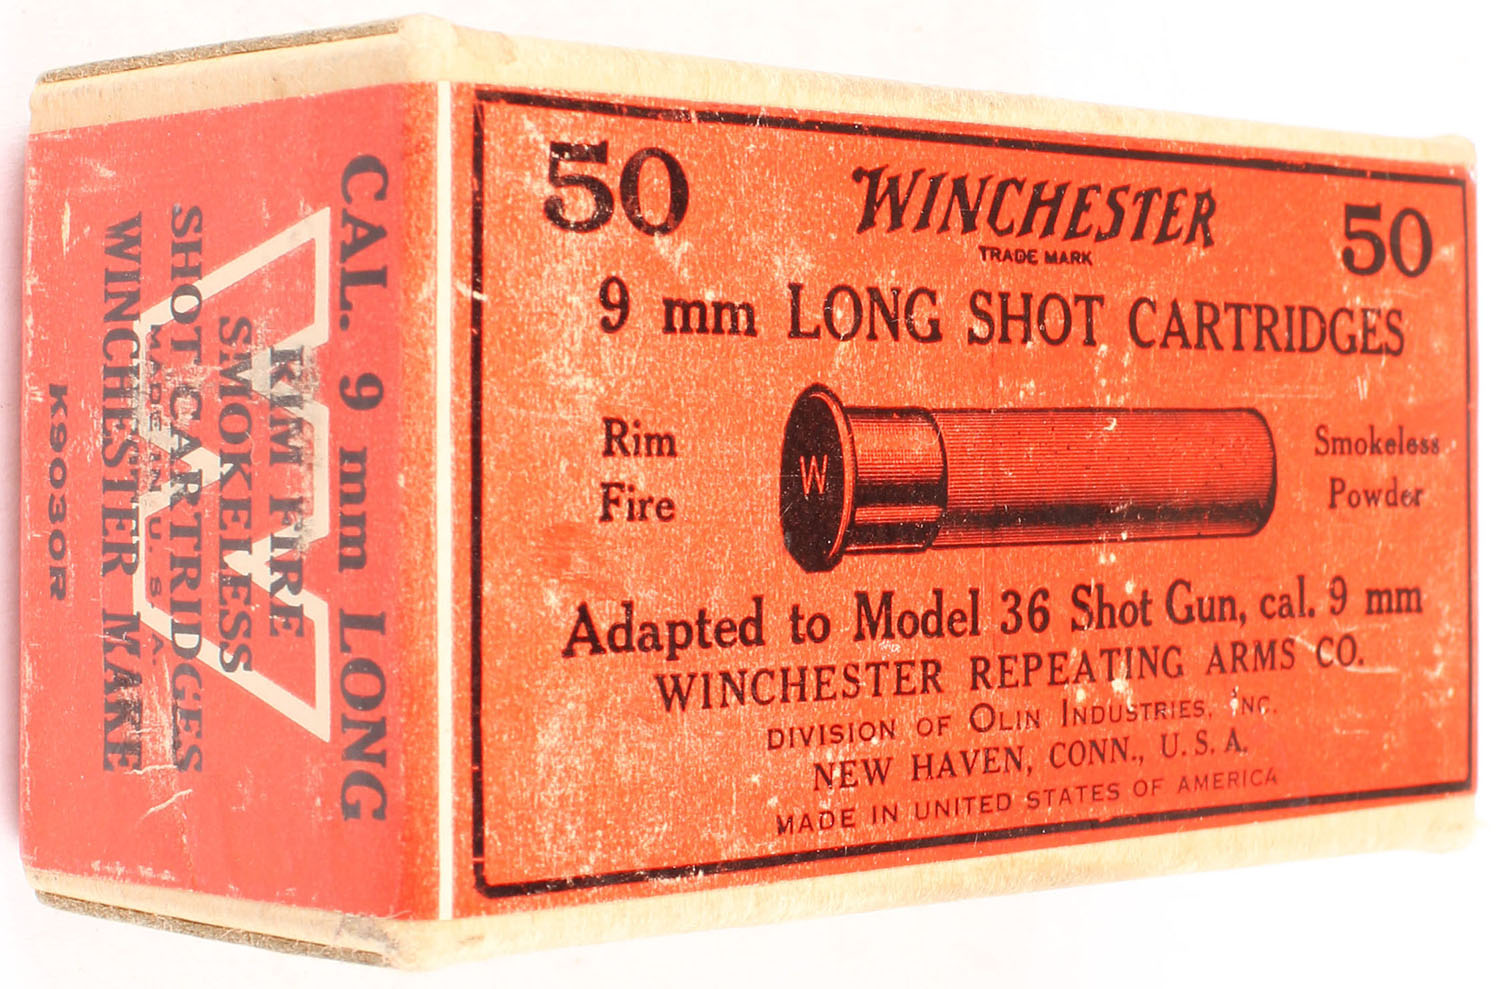 50 WINCHESTER 50
TRADE MARK
9 mm LONG SHOT CARTRIDGES
Rim
Fire
W
Smokeless
Powder
Adapted to Model 36 Shot Gun, cal. 9 mm
WINCHESTER REPEATING ARMS CO.
DIVISION OF OLIN INDUSTRIES, INC.
NEW HAVEN, CONN., U. S. A.
MADE IN UNITED STATES OF AMERICA
CAL. 9 mm LONG
RIM FIRE
SMOKELESS
SHOT CARTRIDGES
MADE IN U. S. A.
WINCHESTER MAKE
K9030R
W